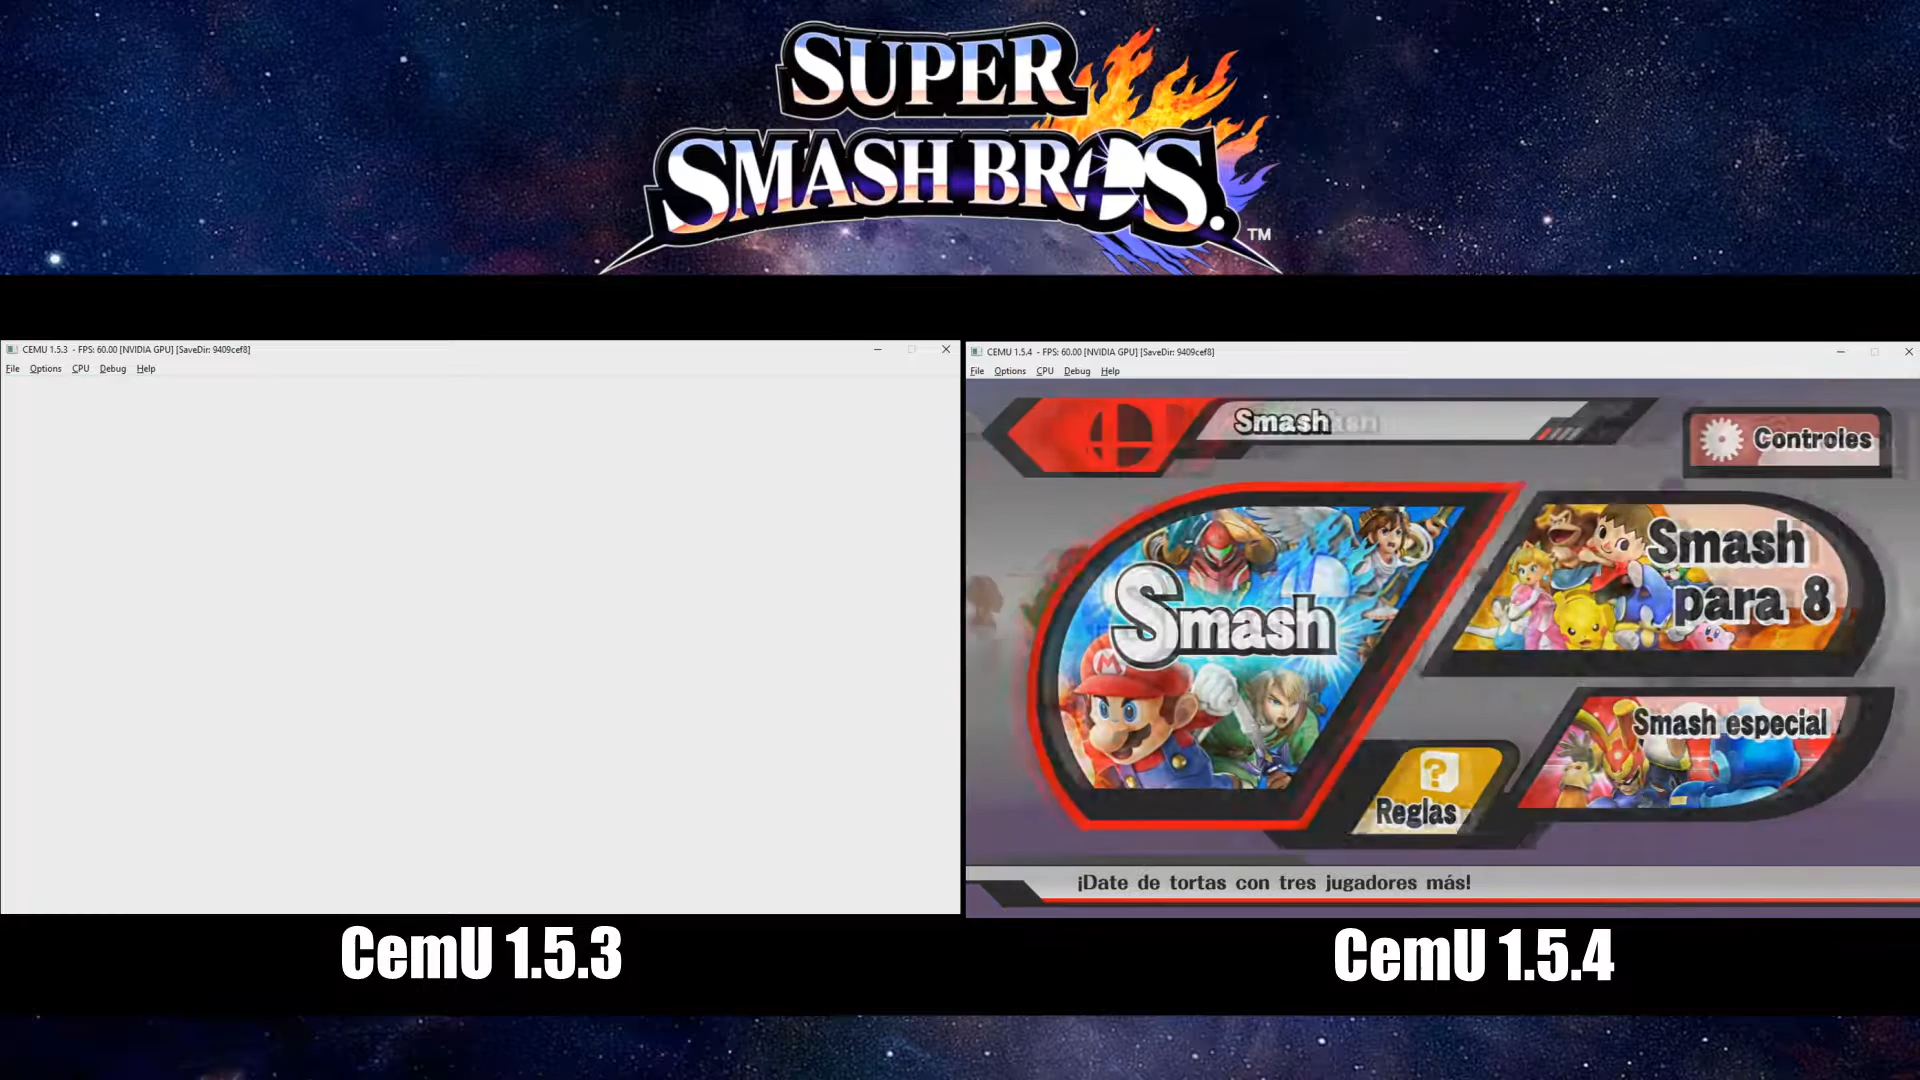 SUPER
SMASH BROS.
TM
CEMU 1.5.3 - FPS: 60.00 [NVIDIA GPU] [SaveDir: 9409cef8]
File Options CPU Debug Help
CEMU 1.5.4 - FPS: 60.00 [NVIDIA GPU] [SaveDir: 9409cef8]
File Options CPU Debug Help
Smash
Controles
Smash
Smash
para 8
Smash especial
Reglas
¡Date de tortas con tres jugadores más!
CemU 1.5.3
CemU 1.5.4